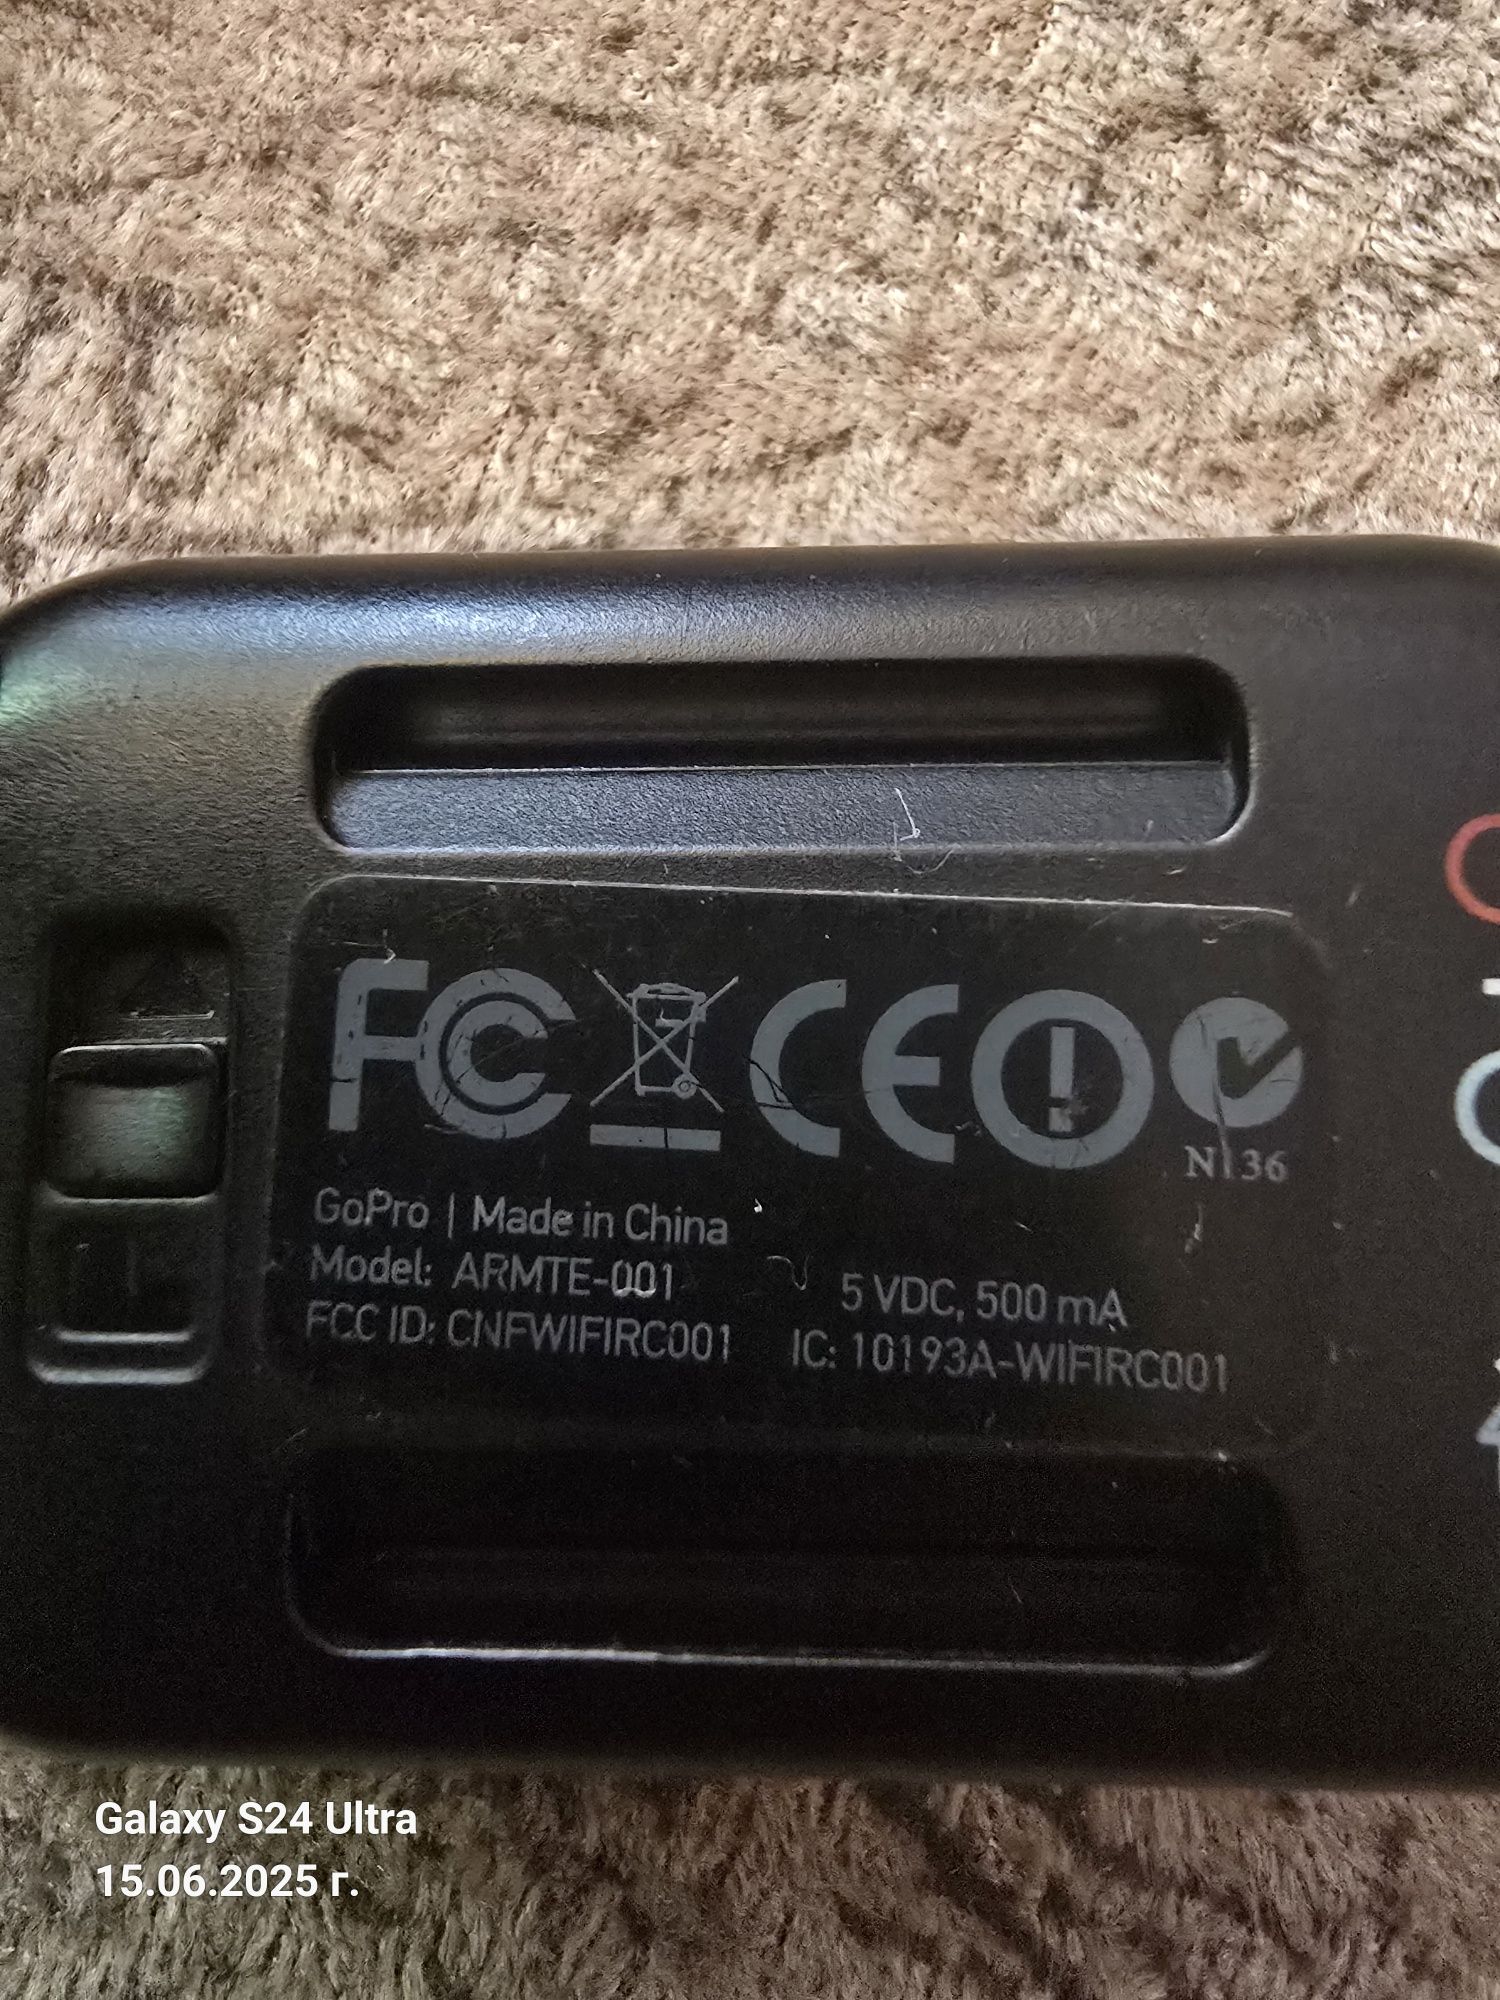 FC CE
N136
GoPro | Made in China
Model: ARMTE-001 5 VDC, 500 mA
FCC ID: CNFWIFIRC001 IC: 10193A-WIFIRC001
Galaxy S24 Ultra
15.06.2025 г.